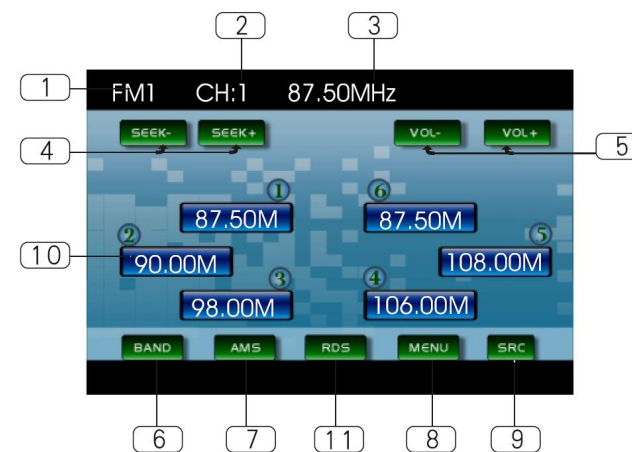 2 3
1 FM1 CH:1 87.50MHz
4 SEEK- SEEK+ VOL- VOL+ 5
1 6
87.50M 87.50M
2 5
10 90.00M 108.00M
3 4
98.00M 106.00M
BAND AMS RDS MENU SRC
6 7 11 8 9